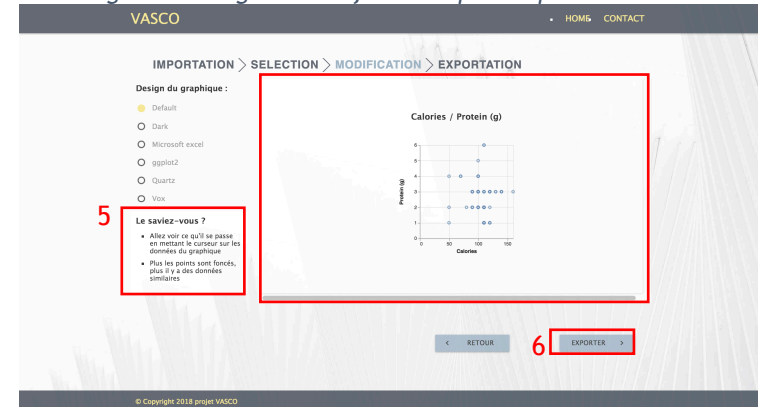 VASCO
HOME CONTACT
IMPORTATION SELECTION MODIFICATION EXPORTATION
Design du graphique :
Default
Dark
Microsoft excel
ggplot2
Quartz
Vox
5
Le saviez-vous ?
Allez voir ce qu'il se passe
en mettant le curseur sur les
données du graphique
Plus les points sont foncés,
plus il y a des données
similaires
Calories / Protein (g)
Protein (g)
6
5
4
3
2
1
0
0 50 100 150
Calories
< RETOUR
6
EXPORTER >
© Copyright 2018 projet VASCO